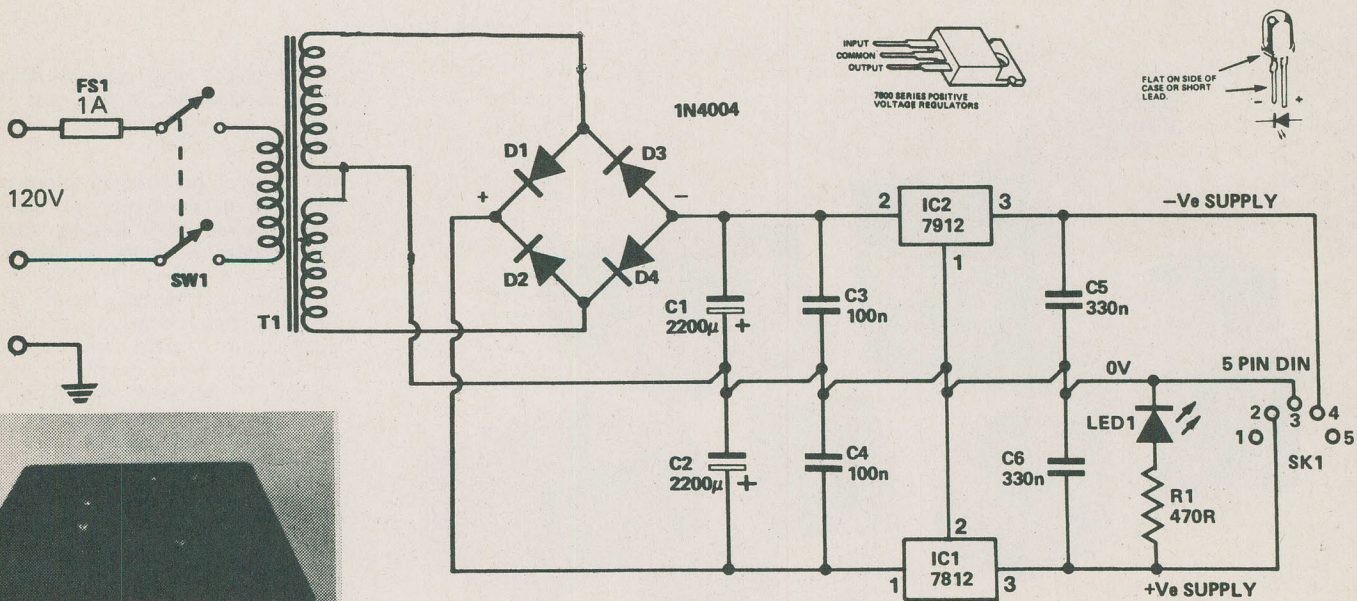 INPUT
COMMON
OUTPUT
7800 SERIES POSITIVE
VOLTAGE REGULATORS
FLAT ON SIDE OF
CASE OR SHORT
LEAD.
- +
FS1
1A
120V
SW1
T1
1N4004
D1
D3
+
−
D2
D4
2
IC2
7912
3
1
−Ve SUPPLY
C1
2200µ
+
C3
100n
C5
330n
0V
5 PIN DIN
LED1
2
3
4
1
5
SK1
C2
2200µ
+
C4
100n
C6
330n
R1
470R
2
1
IC1
7812
3
+Ve SUPPLY